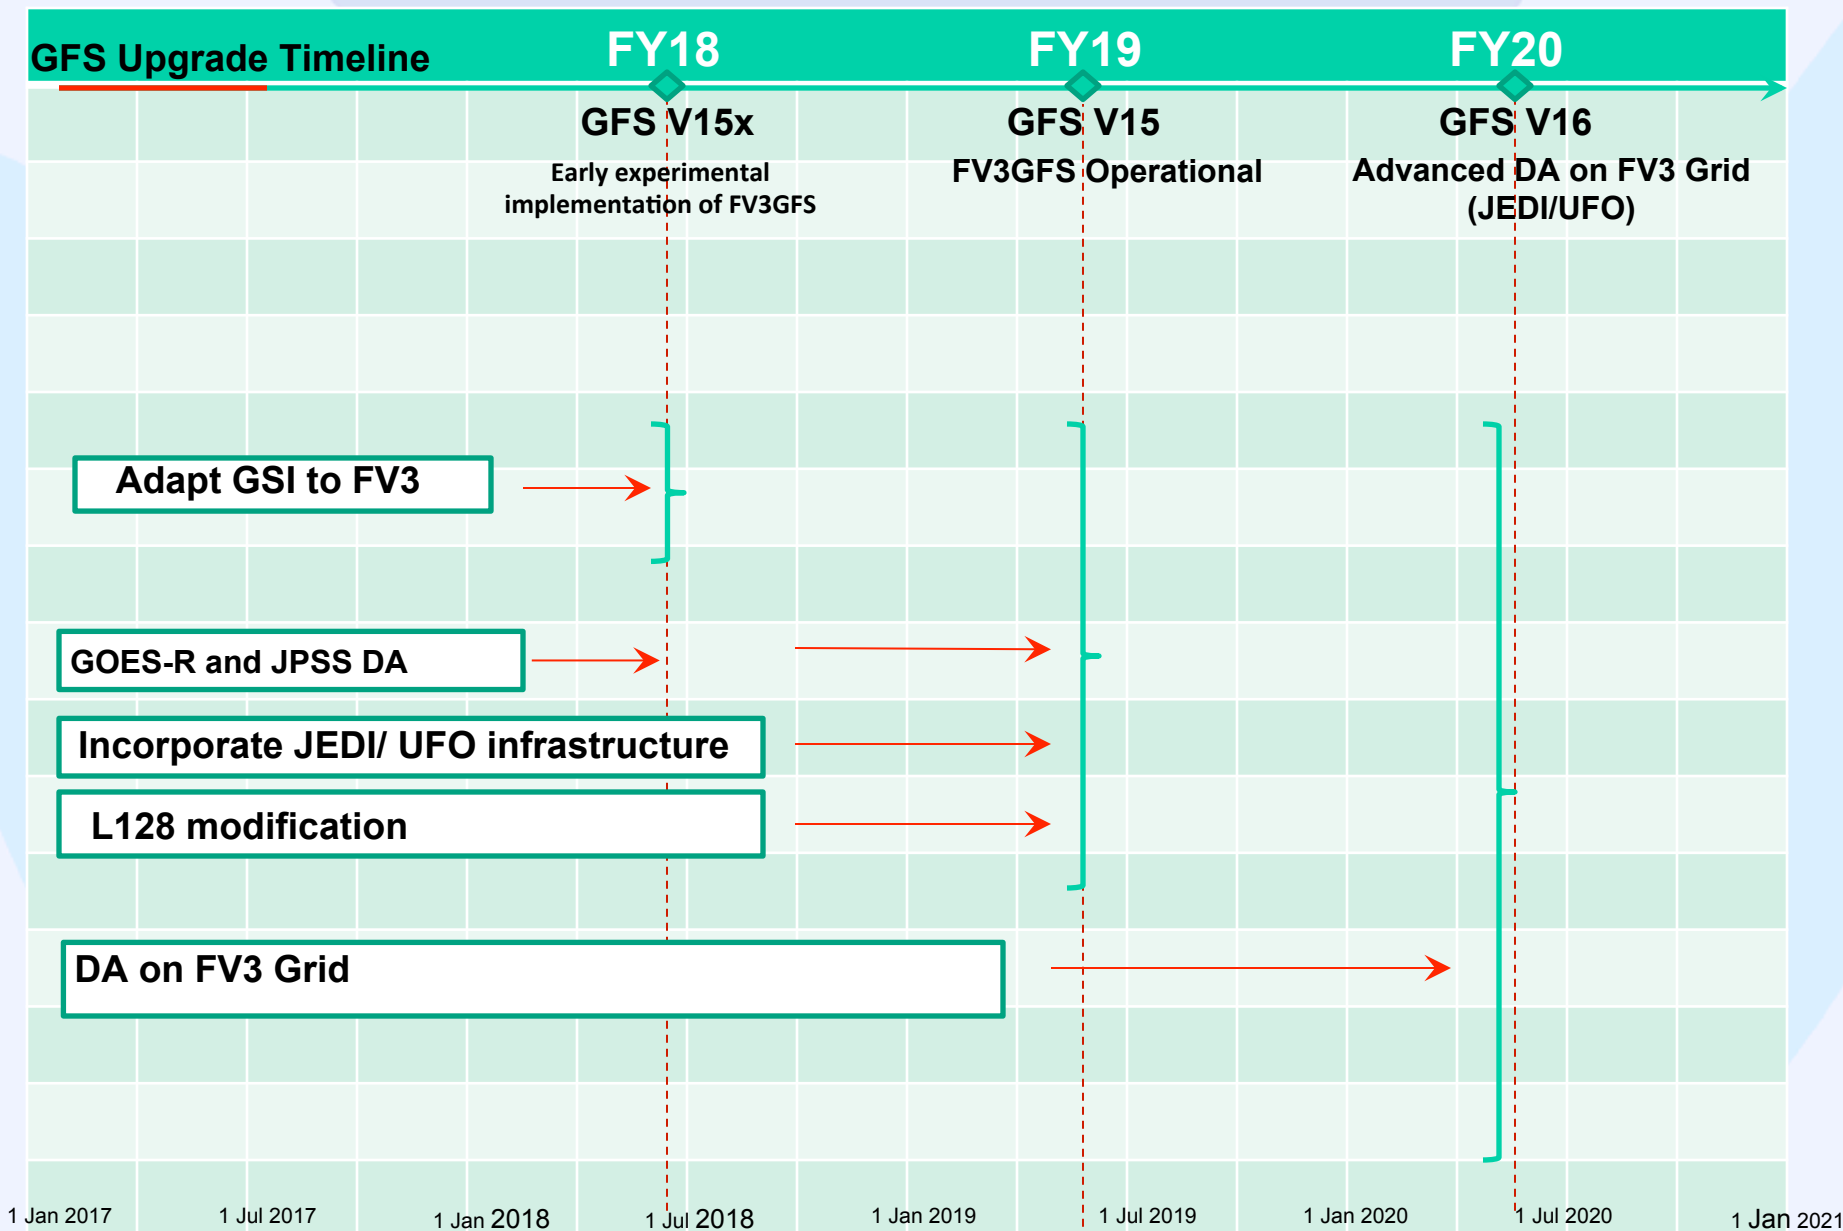 GFS Upgrade Timeline
FY18
FY19
FY20
GFS V15x
GFS V15
GFS V16
Early experimental
implementation of FV3GFS
FV3GFS Operational
Advanced DA on FV3 Grid
(JEDI/UFO)
Adapt GSI to FV3
GOES-R and JPSS DA
Incorporate JEDI/ UFO infrastructure
L128 modification
DA on FV3 Grid
1 Jan 2017
1 Jul 2017
1 Jan 2018
1 Jul 2018
1 Jan 2019
1 Jul 2019
1 Jan 2020
1 Jul 2020
1 Jan 2021